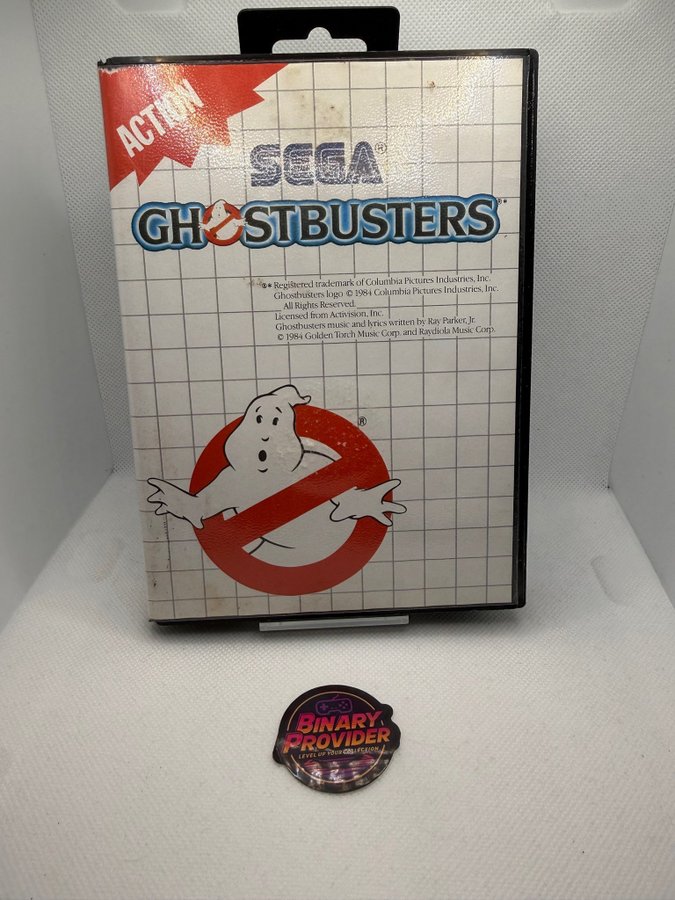 ACTION
SEGA®
GHOSTBUSTERS®*
®* Registered trademark of Columbia Pictures Industries, Inc.
Ghostbusters logo © 1984 Columbia Pictures Industries, Inc.
All Rights Reserved.
Licensed from Activision, Inc.
Ghostbusters music and lyrics written by Ray Parker, Jr.
© 1984 Golden Torch Music Corp. and Raydiola Music Corp.
®
BINARY
PROVIDER
LEVEL UP YOUR COLLECTION